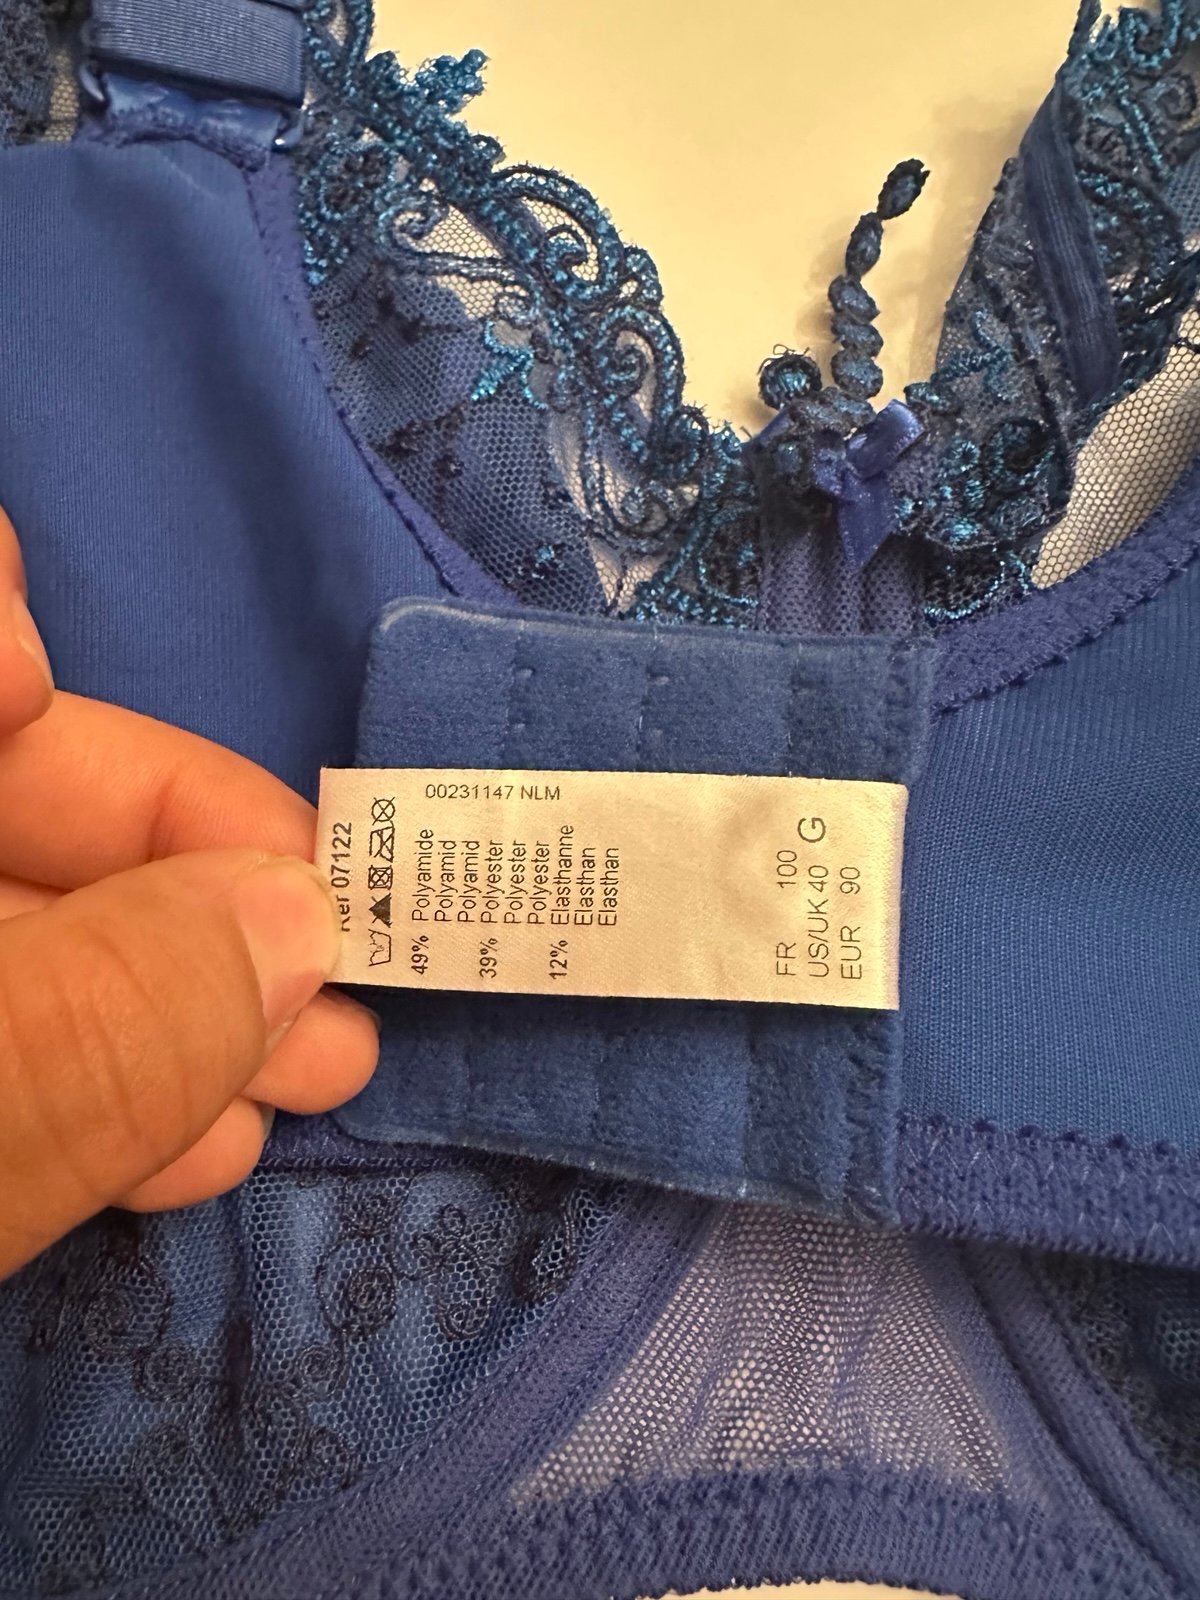 00231147 NLM
Ref 07122
49% Polyamide
Polyamid
Polyamid
39% Polyester
Polyester
Polyester
12% Elasthanne
Elasthan
Elasthan
FR 100
US/UK 40 G
EUR 90